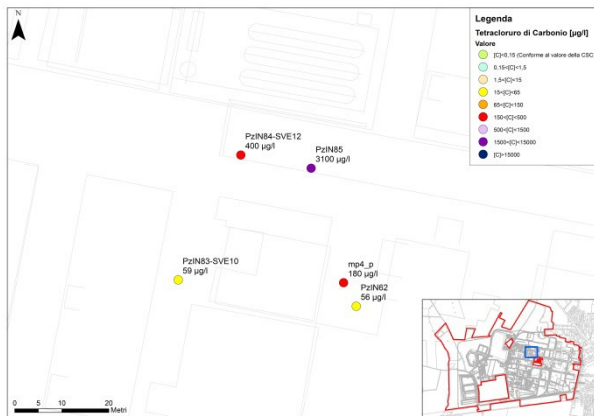 N
Legenda
Tetracloruro di Carbonio [µg/l]
Valore
[C]<0,15 (Conforme al valore della CSC)
0,15<[C]<1,5
1,5<[C]<15
15<[C]<65
65<[C]<150
150<[C]<500
500<[C]<1500
1500<[C]<15000
[C]>15000
PzIN84-SVE12
400 µg/l
PzIN85
3100 µg/l
PzIN83-SVE10
59 µg/l
mp4_p
180 µg/l
PzIN62
56 µg/l
0 5 10 20
Metri